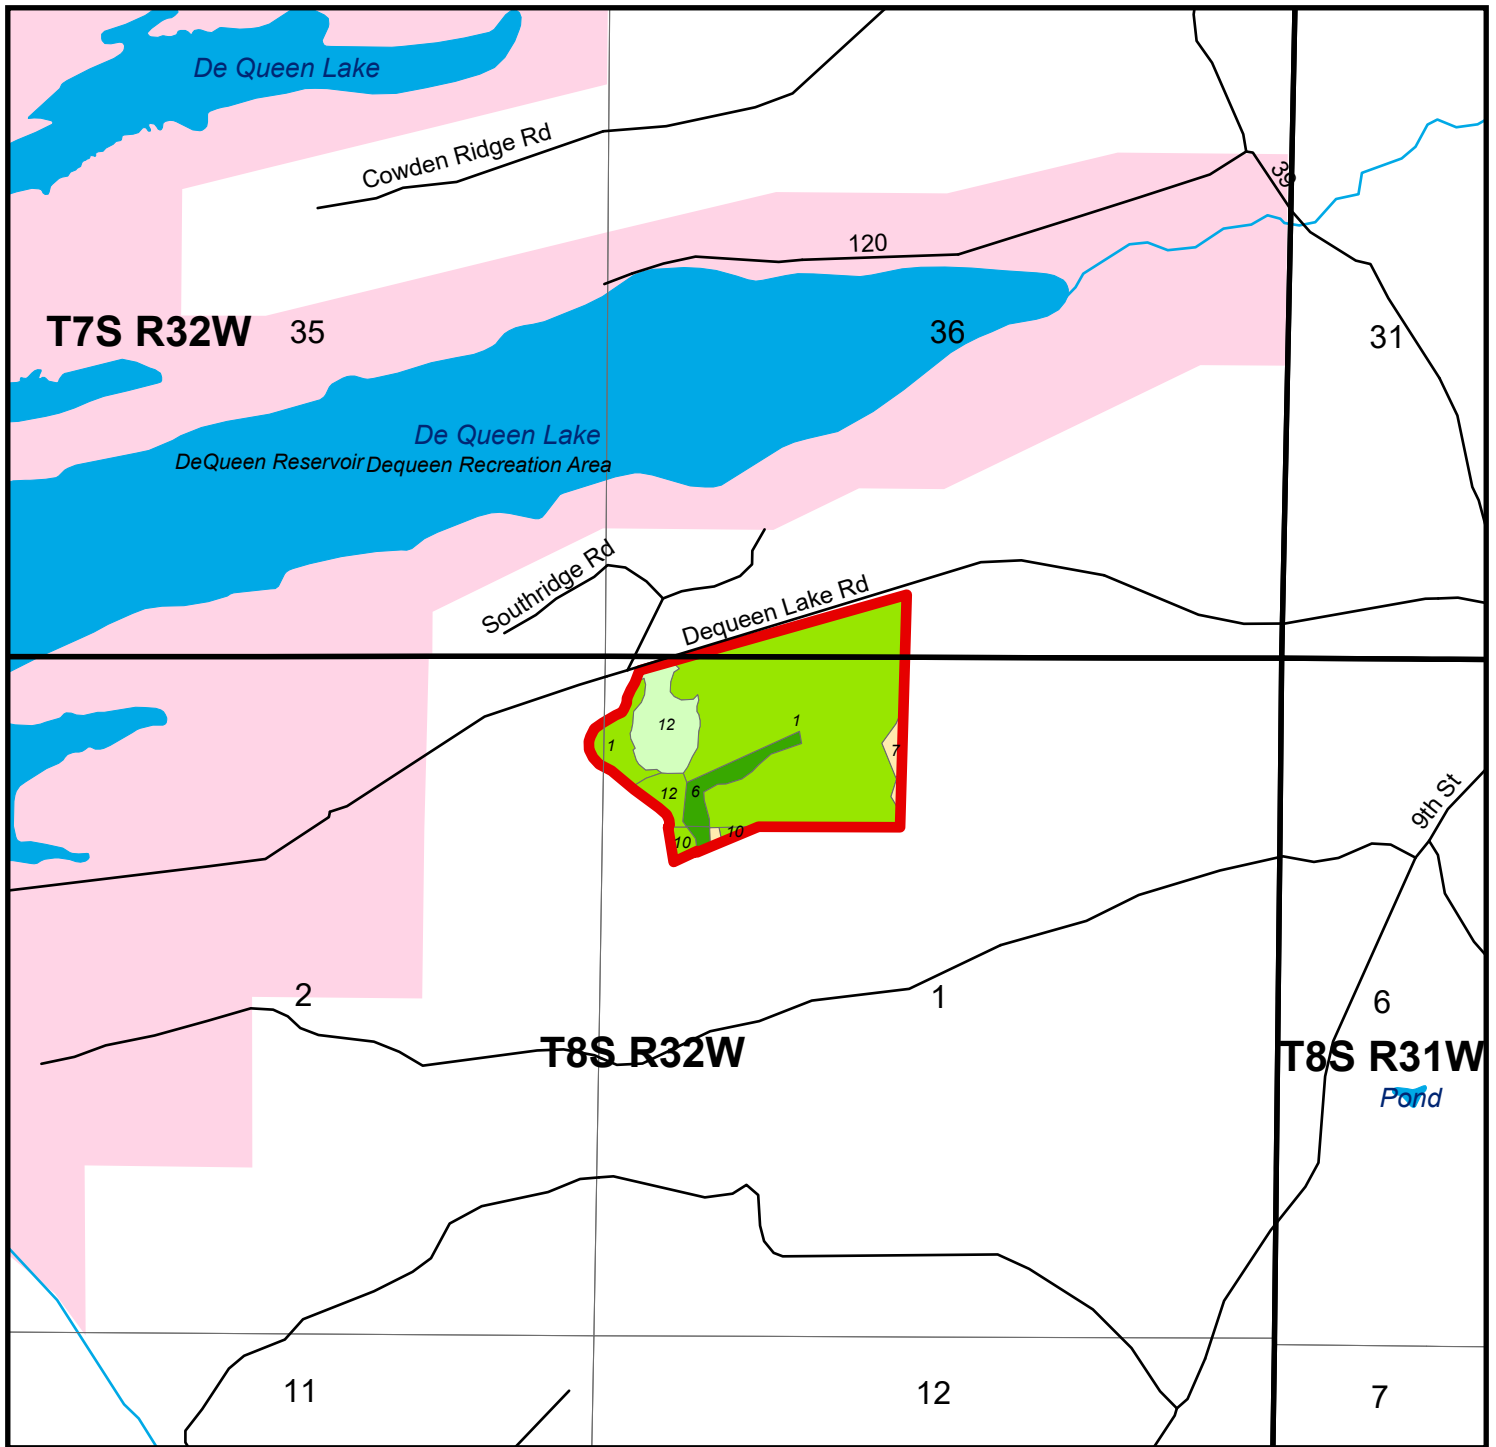 De Queen Lake
Cowden Ridge Rd
39
120
T7S R32W
35
36
31
De Queen Lake
DeQueen Reservoir
Dequeen Recreation Area
Southridge Rd
Dequeen Lake Rd
1
12
1
7
12
6
10
10
9th St
2
1
6
T8S R32W
T8S R31W
Pond
11
12
7